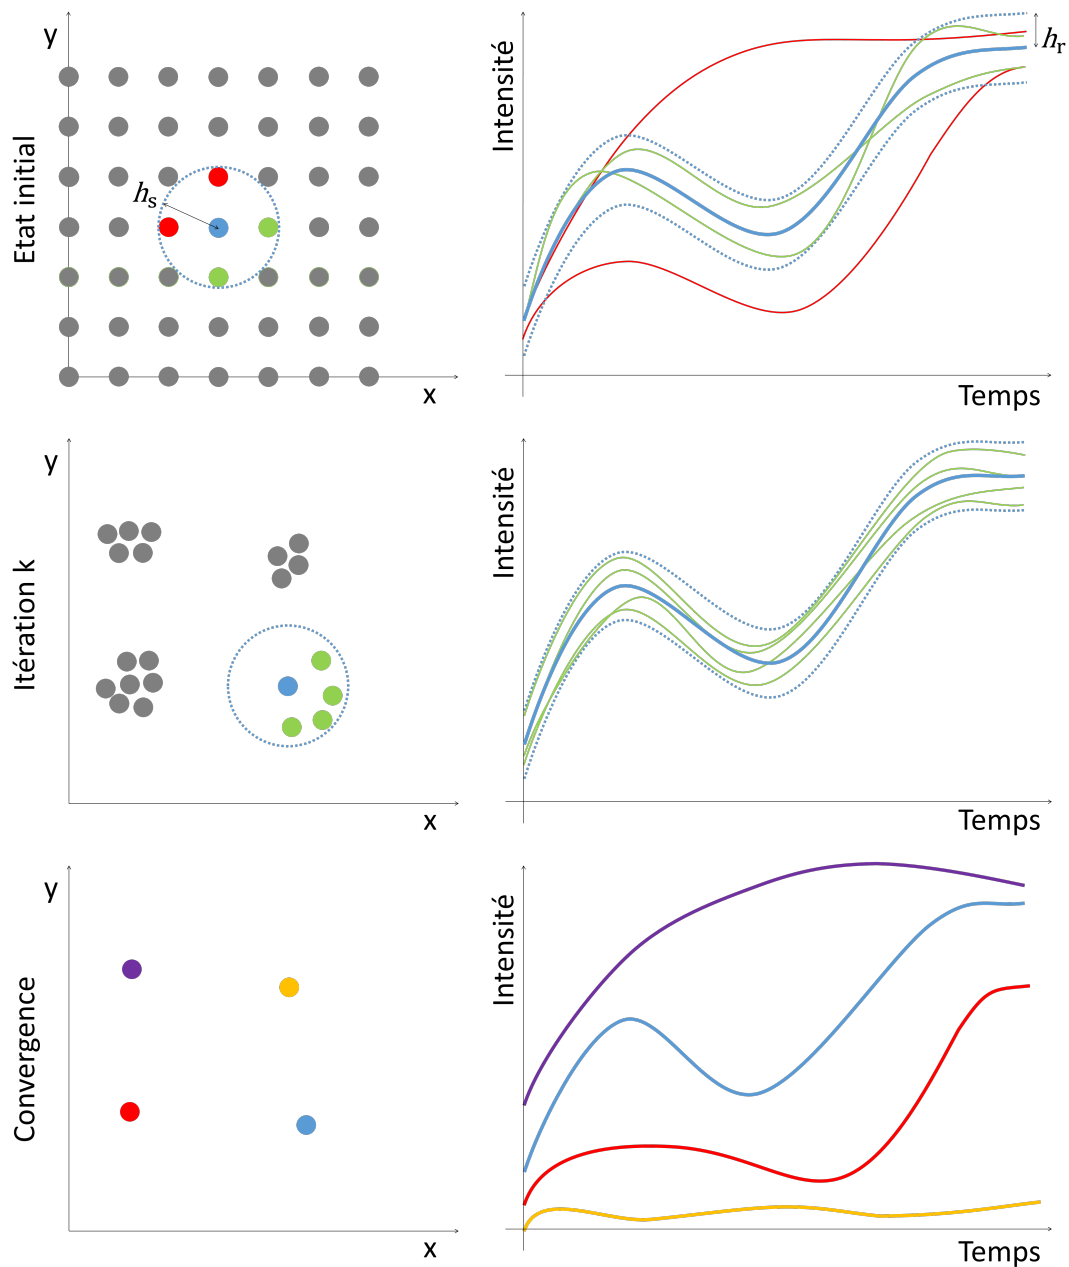 y
Etat initial
hs
x
Intensité
hr
Temps
y
Itération k
x
Intensité
Temps
y
Convergence
x
Intensité
Temps